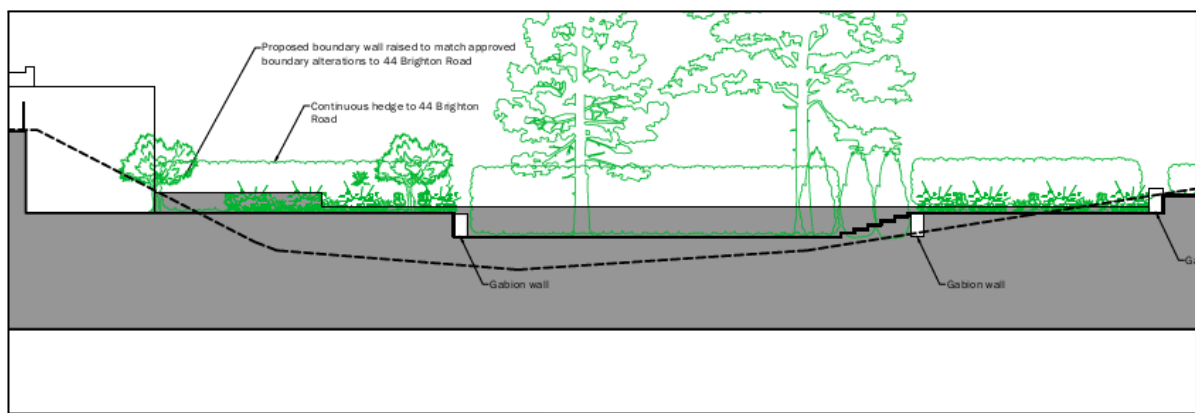 Proposed boundary wall raised to match approved
boundary alterations to 44 Brighton Road
Continuous hedge to 44 Brighton
Road
Gabion wall
Gabion wall